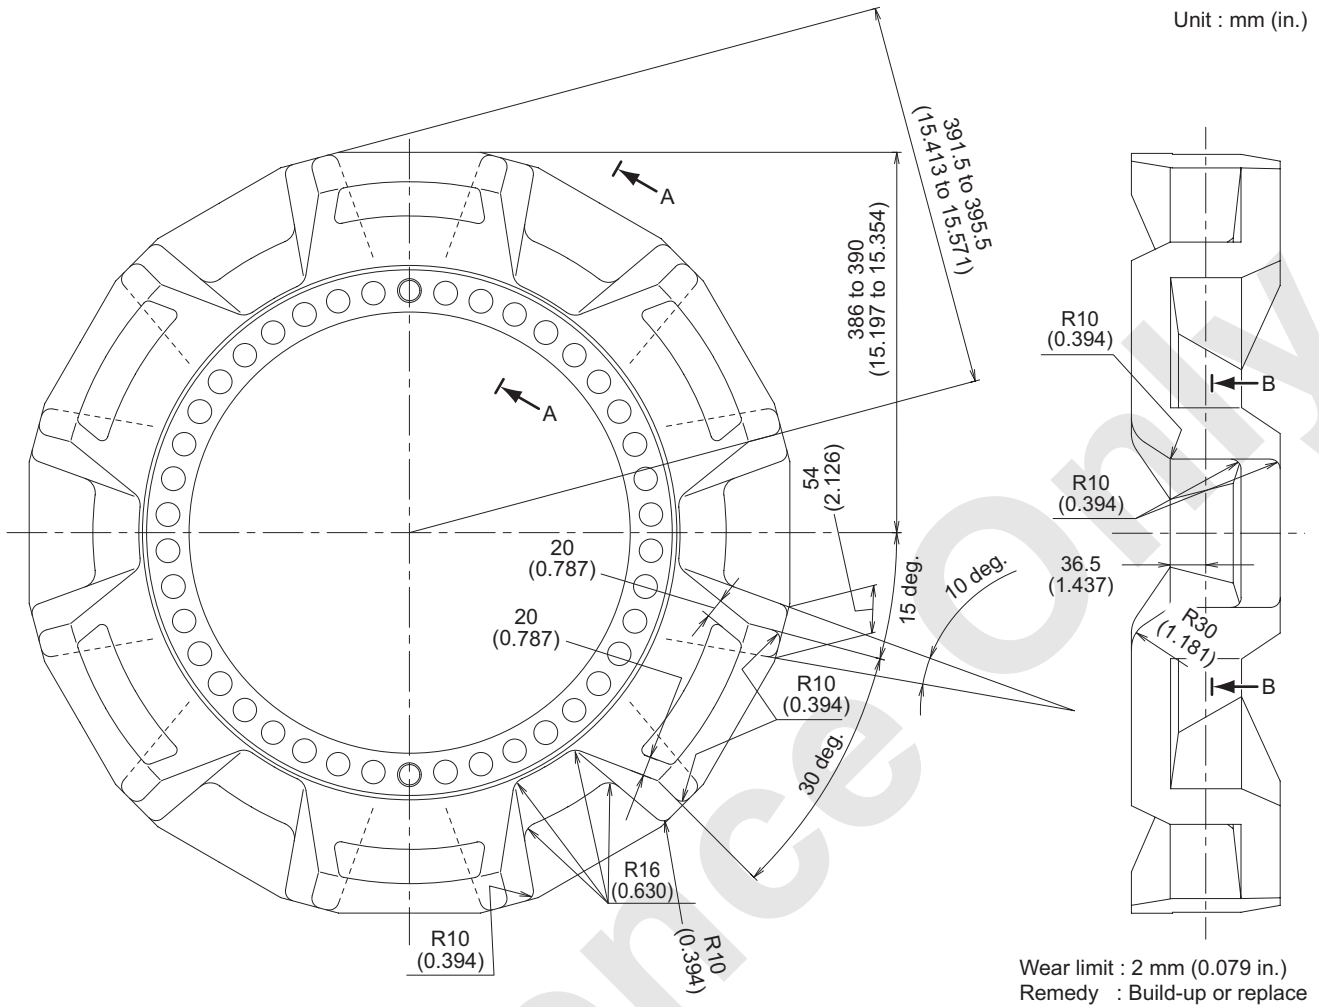 Unit : mm (in.)
391.5 to 395.5
(15.413 to 15.571)
A
A
386 to 390
(15.197 to 15.354)
R10
(0.394)
B
54
(2.126)
R10
(0.394)
20
(0.787)
15 deg.
10 deg.
36.5
(1.437)
20
(0.787)
R30
(1.181)
R10
(0.394)
B
30 deg.
R16
(0.630)
R10
(0.394)
R10
(0.394)
Wear limit : 2 mm (0.079 in.)
Remedy : Build-up or replace
nce Only